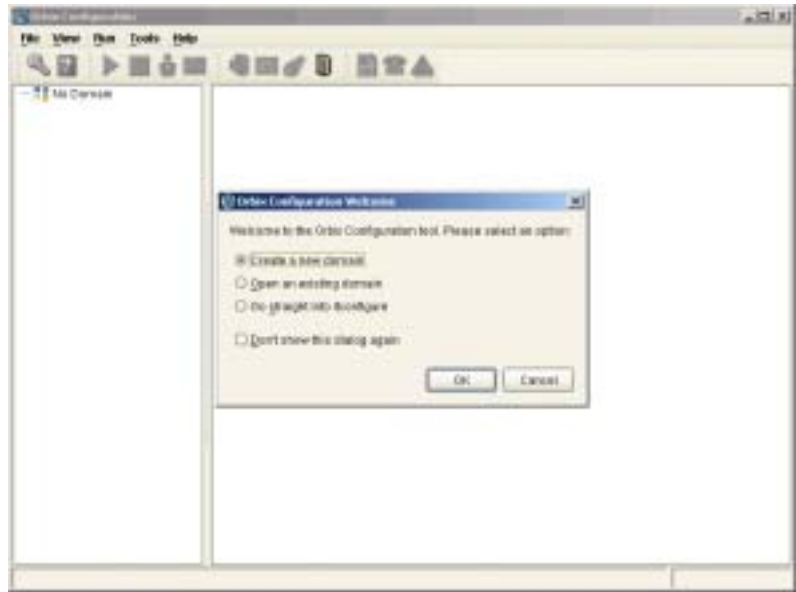 Orbix Configuration
File View Run Tools Help
No Domain
Orbix Configuration Welcome
Welcome to the Orbix Configuration tool. Please select an option:
Create a new domain
Open an existing domain
Go straight into itconfigure
Don't show this dialog again
OK Cancel